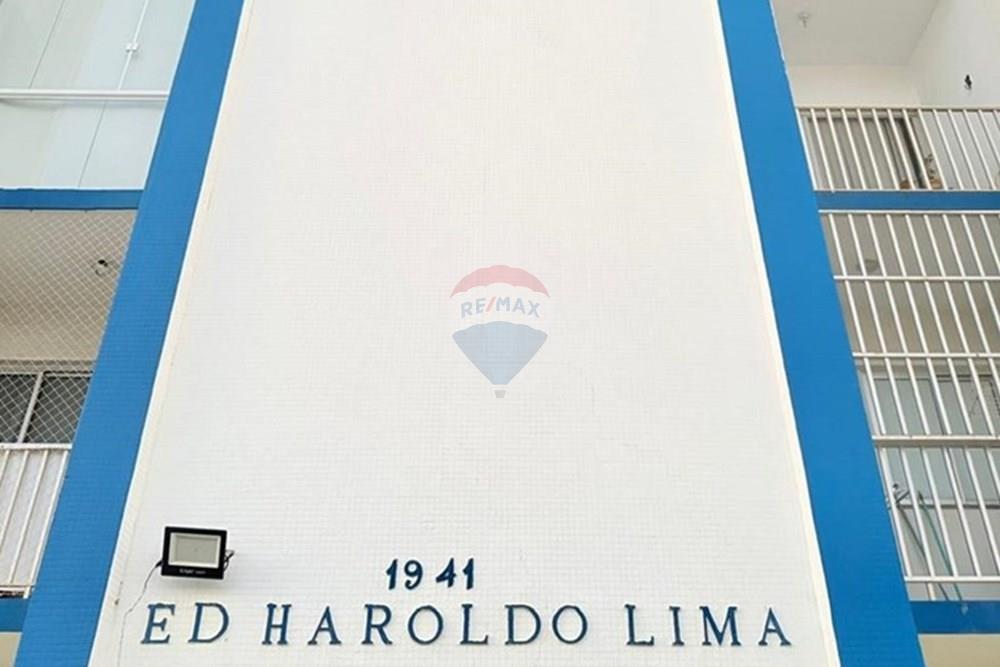 RE/MAX
1941
ED HAROLDO LIMA